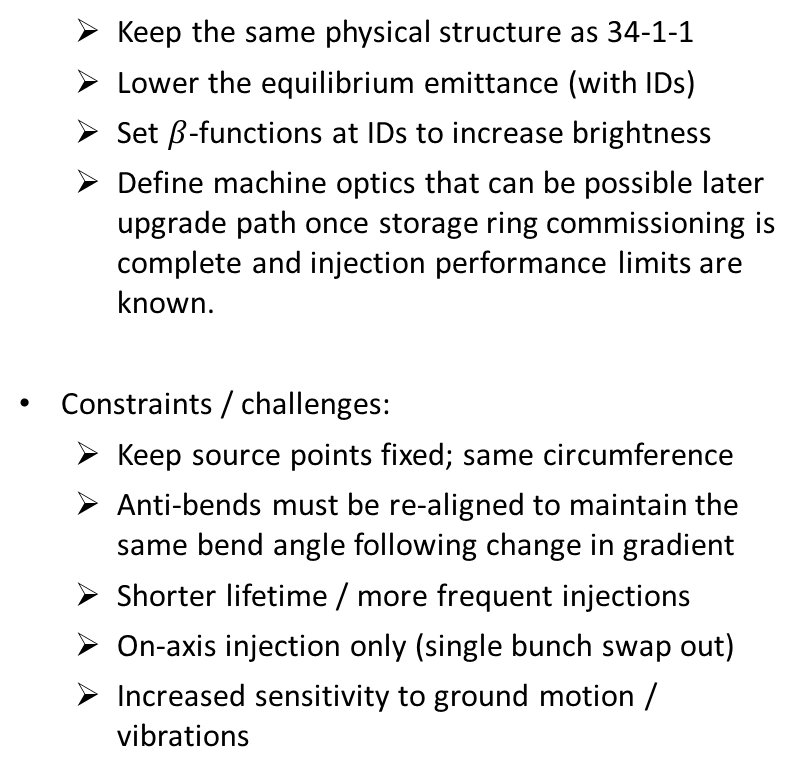 ➢ Keep the same physical structure as 34-1-1
➢ Lower the equilibrium emittance (with IDs)
➢ Set β-functions at IDs to increase brightness
➢ Define machine optics that can be possible later
upgrade path once storage ring commissioning is
complete and injection performance limits are
known.
• Constraints / challenges:
➢ Keep source points fixed; same circumference
➢ Anti-bends must be re-aligned to maintain the
same bend angle following change in gradient
➢ Shorter lifetime / more frequent injections
➢ On-axis injection only (single bunch swap out)
➢ Increased sensitivity to ground motion /
vibrations